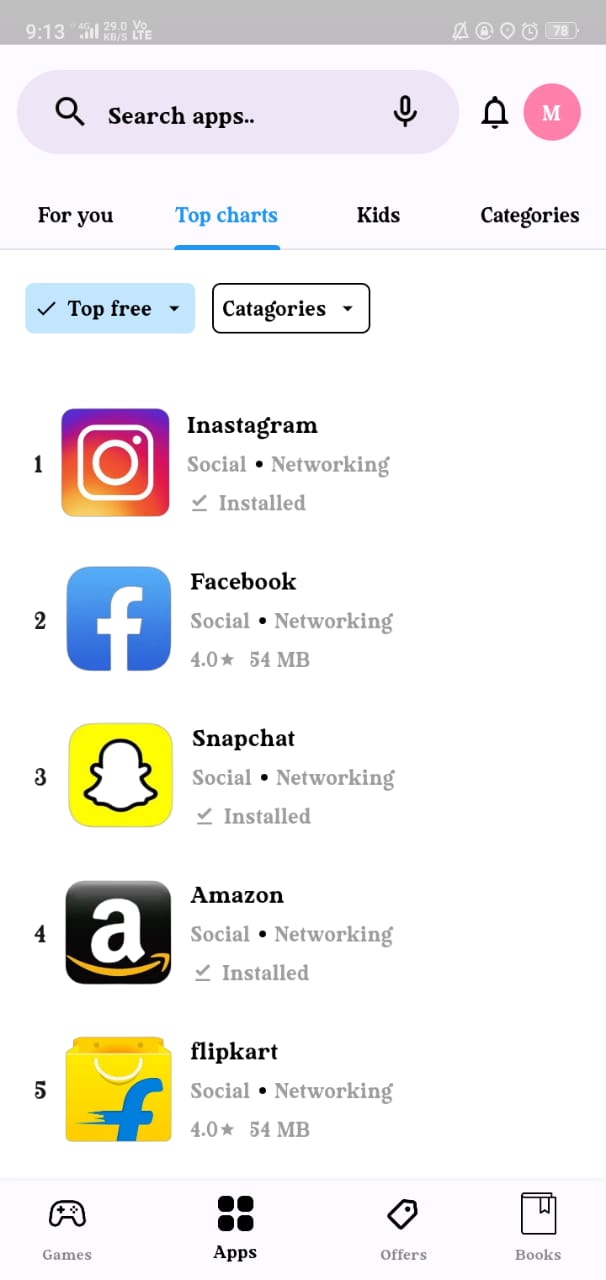 9:13 4G 29.0 KB/S Vo LTE 78
Search apps.. M
For you Top charts Kids Categories
Top free Catagories
Inastagram
1 Social • Networking
Installed
Facebook
2 Social • Networking
4.0★ 54 MB
Snapchat
3 Social • Networking
Installed
Amazon
4 Social • Networking
Installed
flipkart
5 Social • Networking
4.0★ 54 MB
Games Apps Offers Books